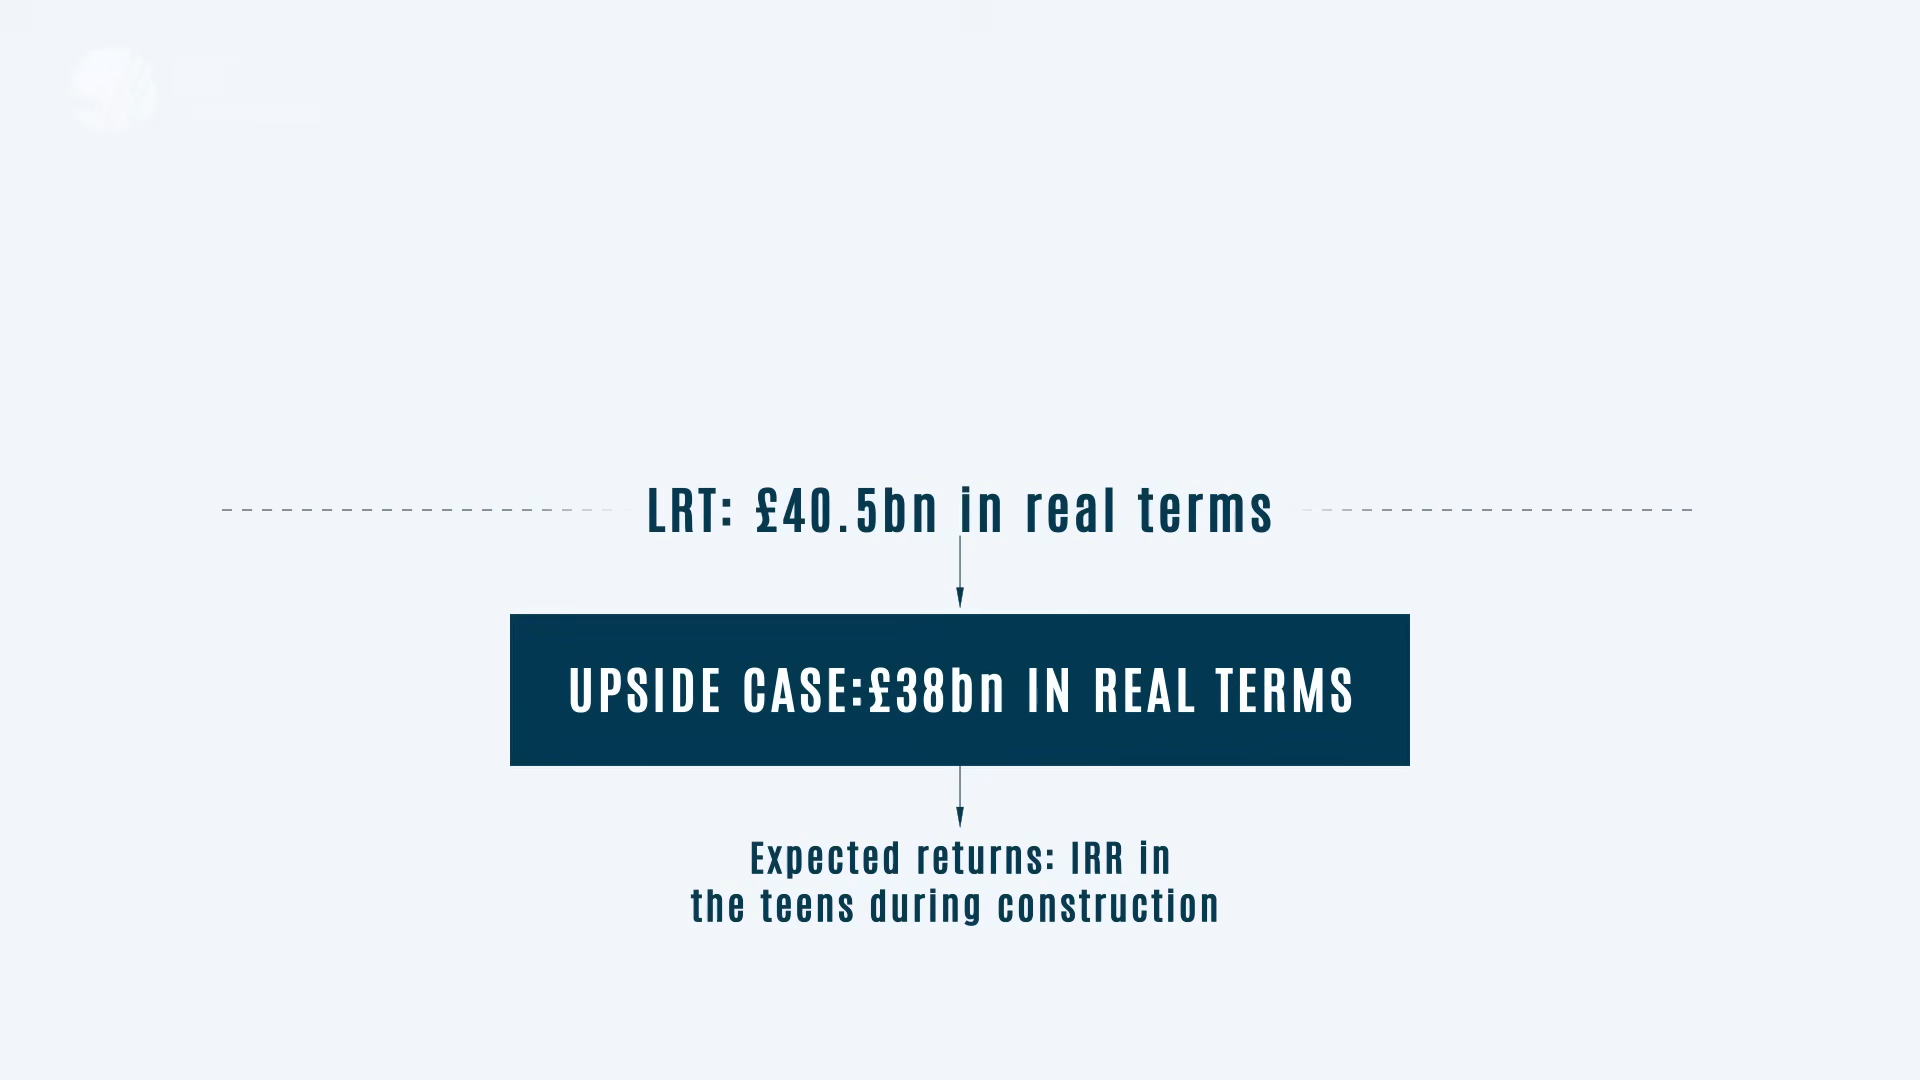 LRT: £40.5bn in real terms
UPSIDE CASE:£38bn IN REAL TERMS
Expected returns: IRR in
the teens during construction